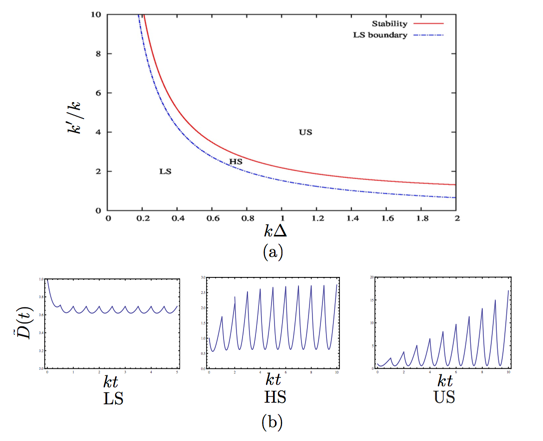 10
8
6
4
2
0
k′/k
Stability
LS boundary
US
HS
LS
0 0.2 0.4 0.6 0.8 1 1.2 1.4 1.6 1.8 2
kΔ
(a)
D̃(t)
kt kt kt
LS HS US
(b)